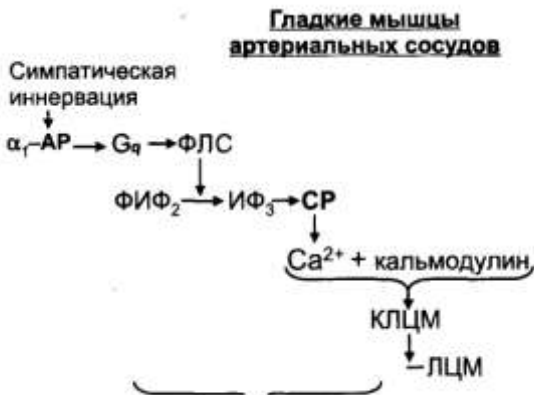 Гладкие мышцы
артериальных сосудов
Симпатическая
иннервация
α₁–АР → Gq → ФЛС
ФИФ₂ → ИФ₃ → СР
Ca²⁺ + кальмодулин
КЛЦМ
–ЛЦМ